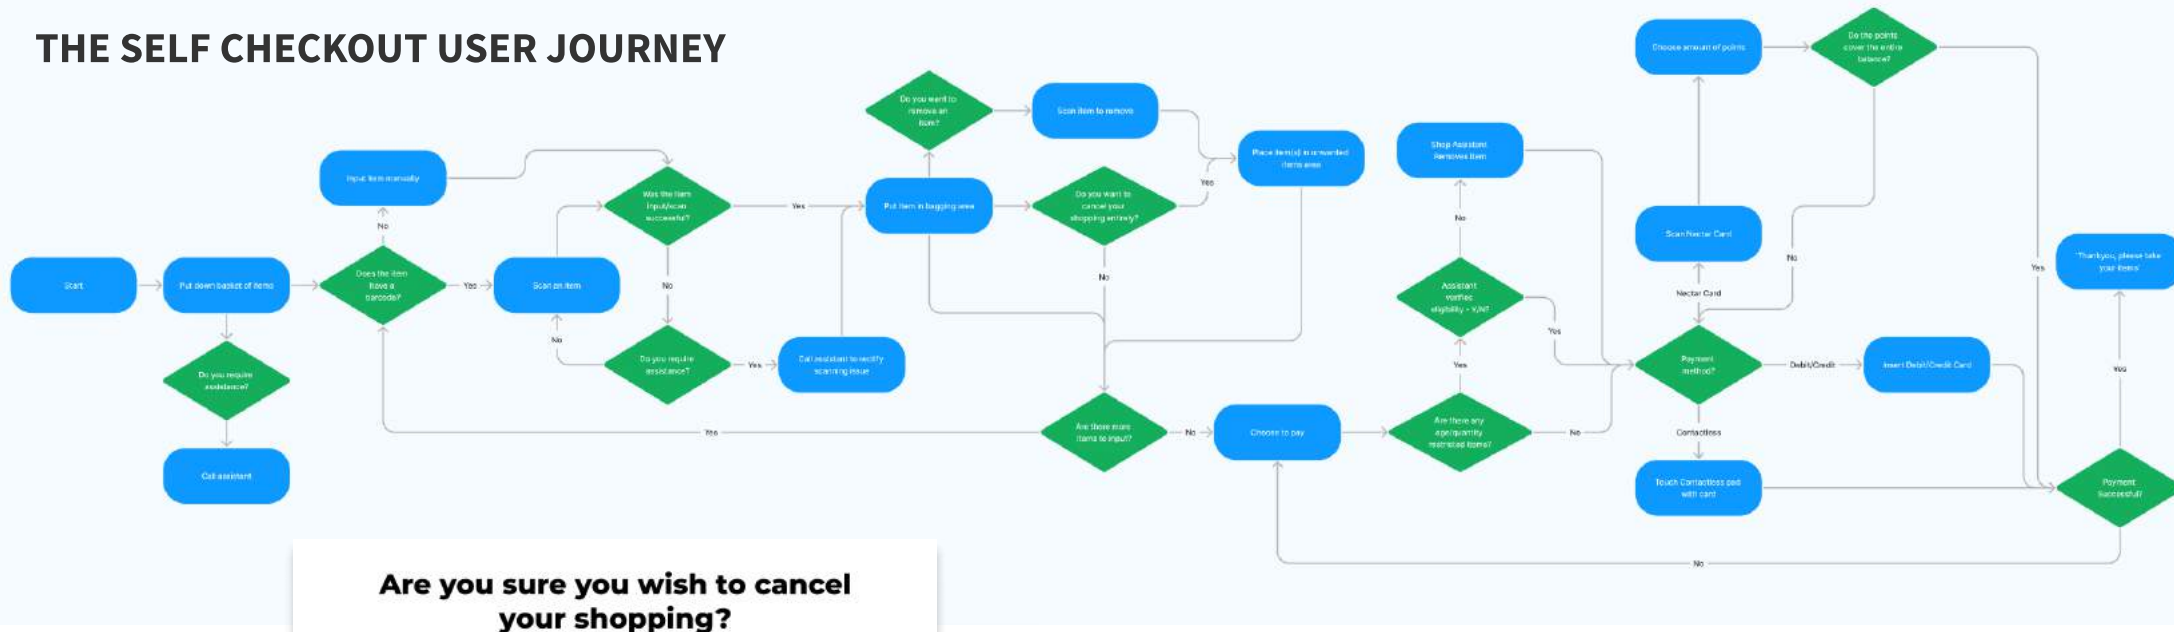 THE SELF CHECKOUT USER JOURNEY
Start
Put down basket of items
Do you require
assistance?
Call assistant
Does the item
have a
barcode?
No
Input item manually
Yes
Scan an item
Was the item
input/scan
successful?
No
Do you require
assistance?
No
Yes
Call assistant to rectify
scanning issue
Yes
Put item in bagging area
Do you want to
remove an
item?
Scan item to remove
Do you want to
cancel your
shopping entirely?
Yes
Place item(s) in unwanted
items area
No
Are there more
items to input?
Yes
No
Choose to pay
Are there any
age/quantity
restricted items?
Yes
Assistant
verifies
eligibility - Y/N?
No
Shop Assistant
Removes Item
Yes
No
Payment
method?
Nectar Card
Scan Nectar Card
Choose amount of points
Do the points
cover the entire
balance?
No
Yes
Debit/Credit
Insert Debit/Credit Card
Contactless
Touch Contactless pad
with card
Payment
Successful?
Yes
'Thankyou, please take
your items'
No
Are you sure you wish to cancel
your shopping?